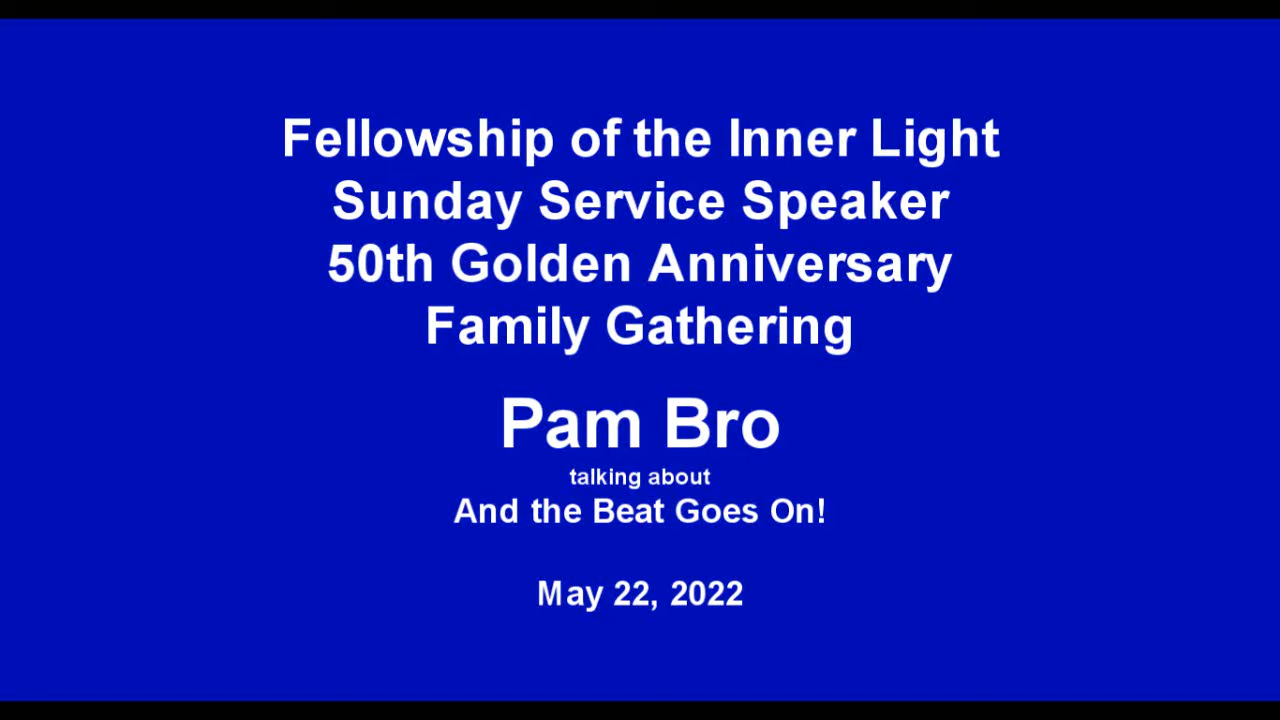 Fellowship of the Inner Light
Sunday Service Speaker
50th Golden Anniversary
Family Gathering
Pam Bro
talking about
And the Beat Goes On!
May 22, 2022